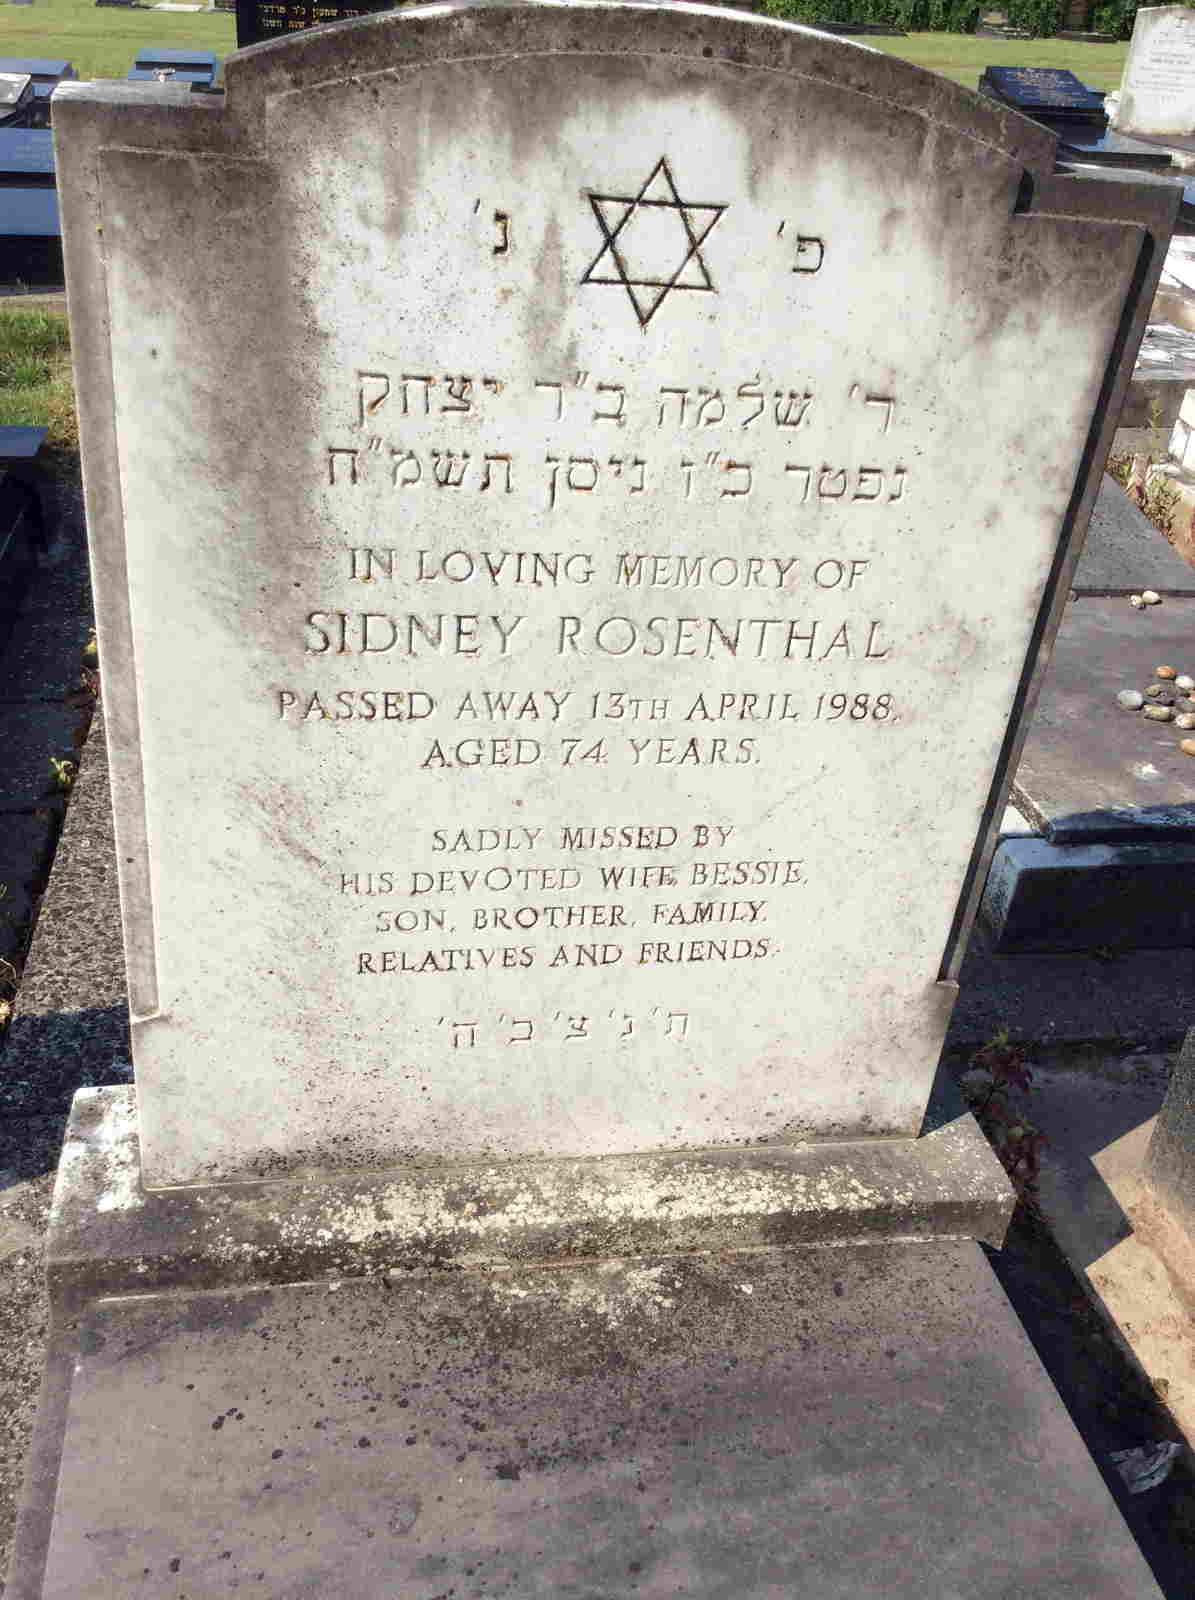 פ' נ'
ר' שלמה ב"ר יצחק
נפטר כ"ו ניסן תשמ"ח
IN LOVING MEMORY OF
SIDNEY ROSENTHAL
PASSED AWAY 13TH APRIL 1988,
AGED 74 YEARS.
SADLY MISSED BY
HIS DEVOTED WIFE BESSIE,
SON, BROTHER, FAMILY,
RELATIVES AND FRIENDS.
ת' נ' צ' ב' ה'